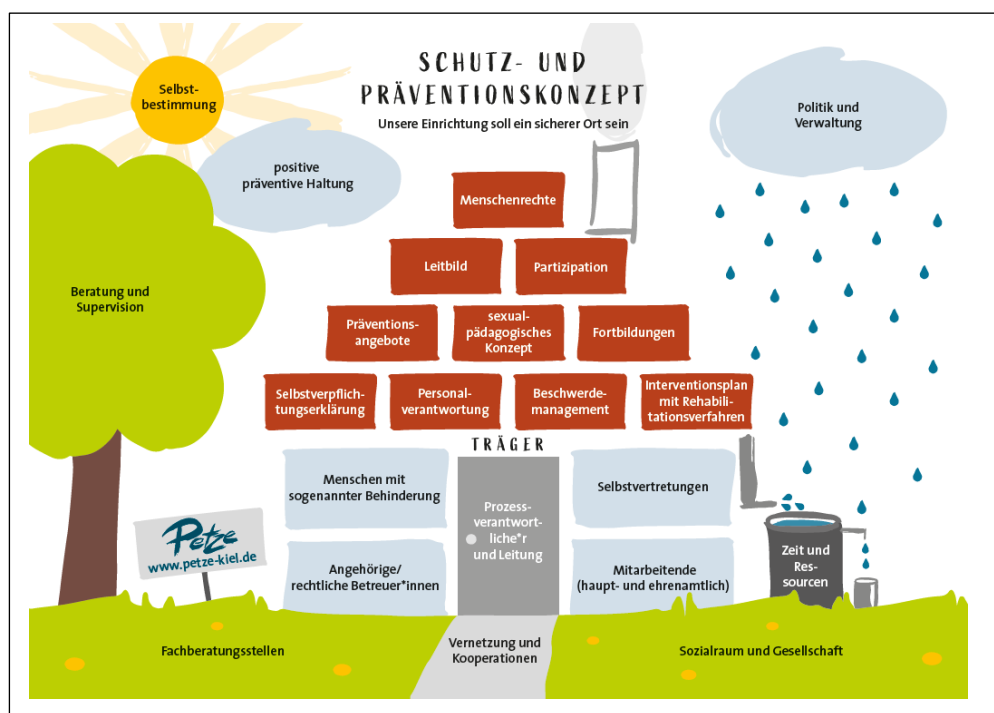 SCHUTZ- UND
PRÄVENTIONSKONZEPT
Unsere Einrichtung soll ein sicherer Ort sein
Selbst-
bestimmung
positive
präventive Haltung
Politik und
Verwaltung
Beratung und
Supervision
Menschenrechte
Leitbild
Partizipation
Präventions-
angebote
sexual-
pädagogisches
Konzept
Fortbildungen
Selbstverpflich-
tungserklärung
Personal-
verantwortung
Beschwerde-
management
Interventionsplan
mit Rehabili-
tationsverfahren
TRÄGER
Menschen mit
sogenannter Behinderung
Prozess-
verantwort-
liche*r
und Leitung
Selbstvertretungen
Angehörige/
rechtliche Betreuer*innen
Mitarbeitende
(haupt- und ehrenamtlich)
Zeit und
Res-
sourcen
Petze
www.petze-kiel.de
Fachberatungsstellen
Vernetzung und
Kooperationen
Sozialraum und Gesellschaft